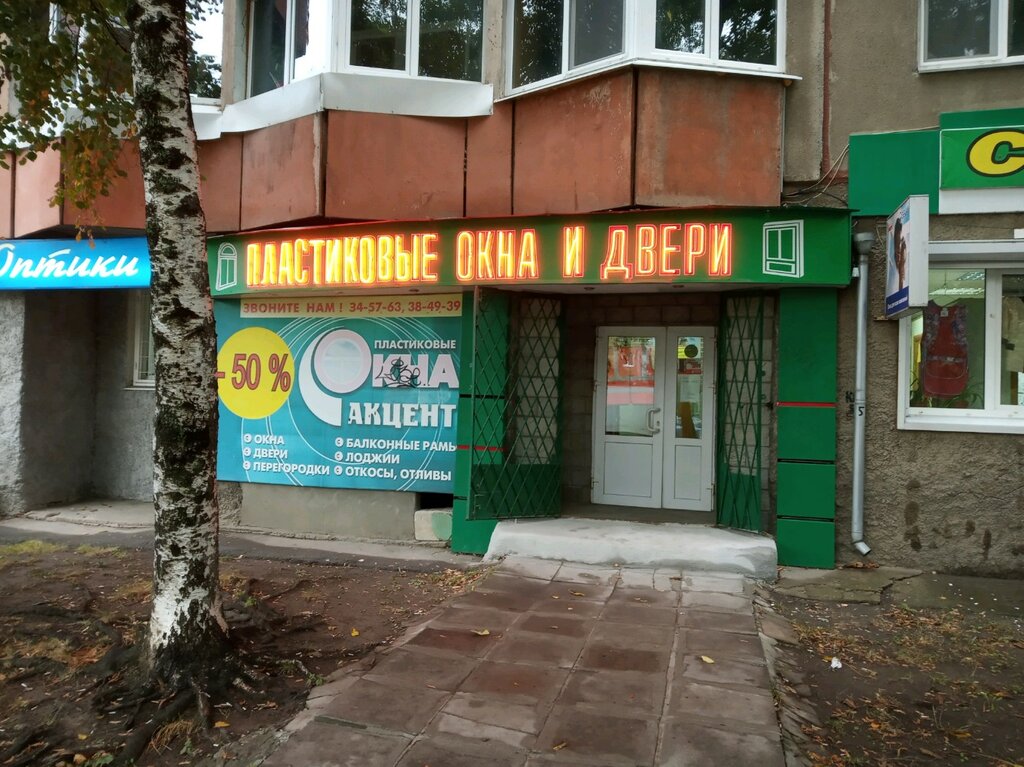 Оптики
ПЛАСТИКОВЫЕ ОКНА И ДВЕРИ
ЗВОНИТЕ НАМ! 34-57-63, 38-49-39
- 50 %
ПЛАСТИКОВЫЕ
ОКНА
АКЦЕНТ
ОКНА
ДВЕРИ
ПЕРЕГОРОДКИ
БАЛКОННЫЕ РАМЫ
ЛОДЖИИ
ОТКОСЫ, ОТЛИВЫ
С